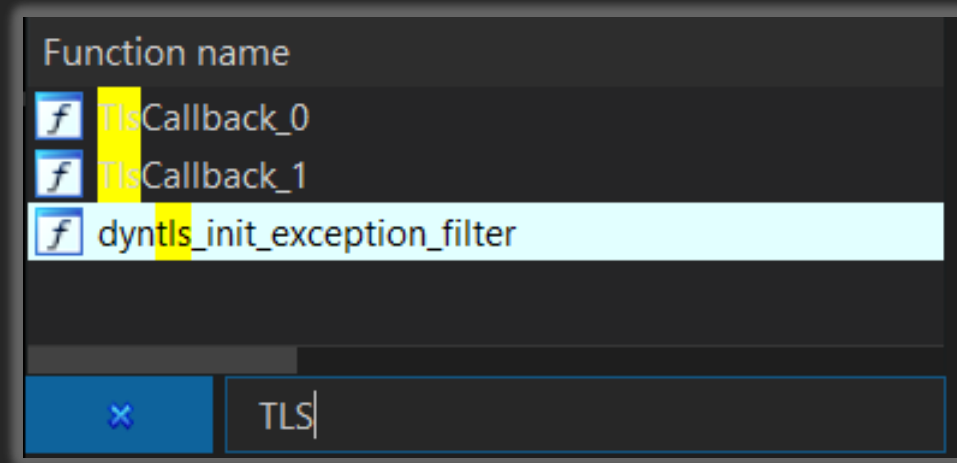 Function name
f TlsCallback_0
f TlsCallback_1
f dyntls_init_exception_filter
TLS